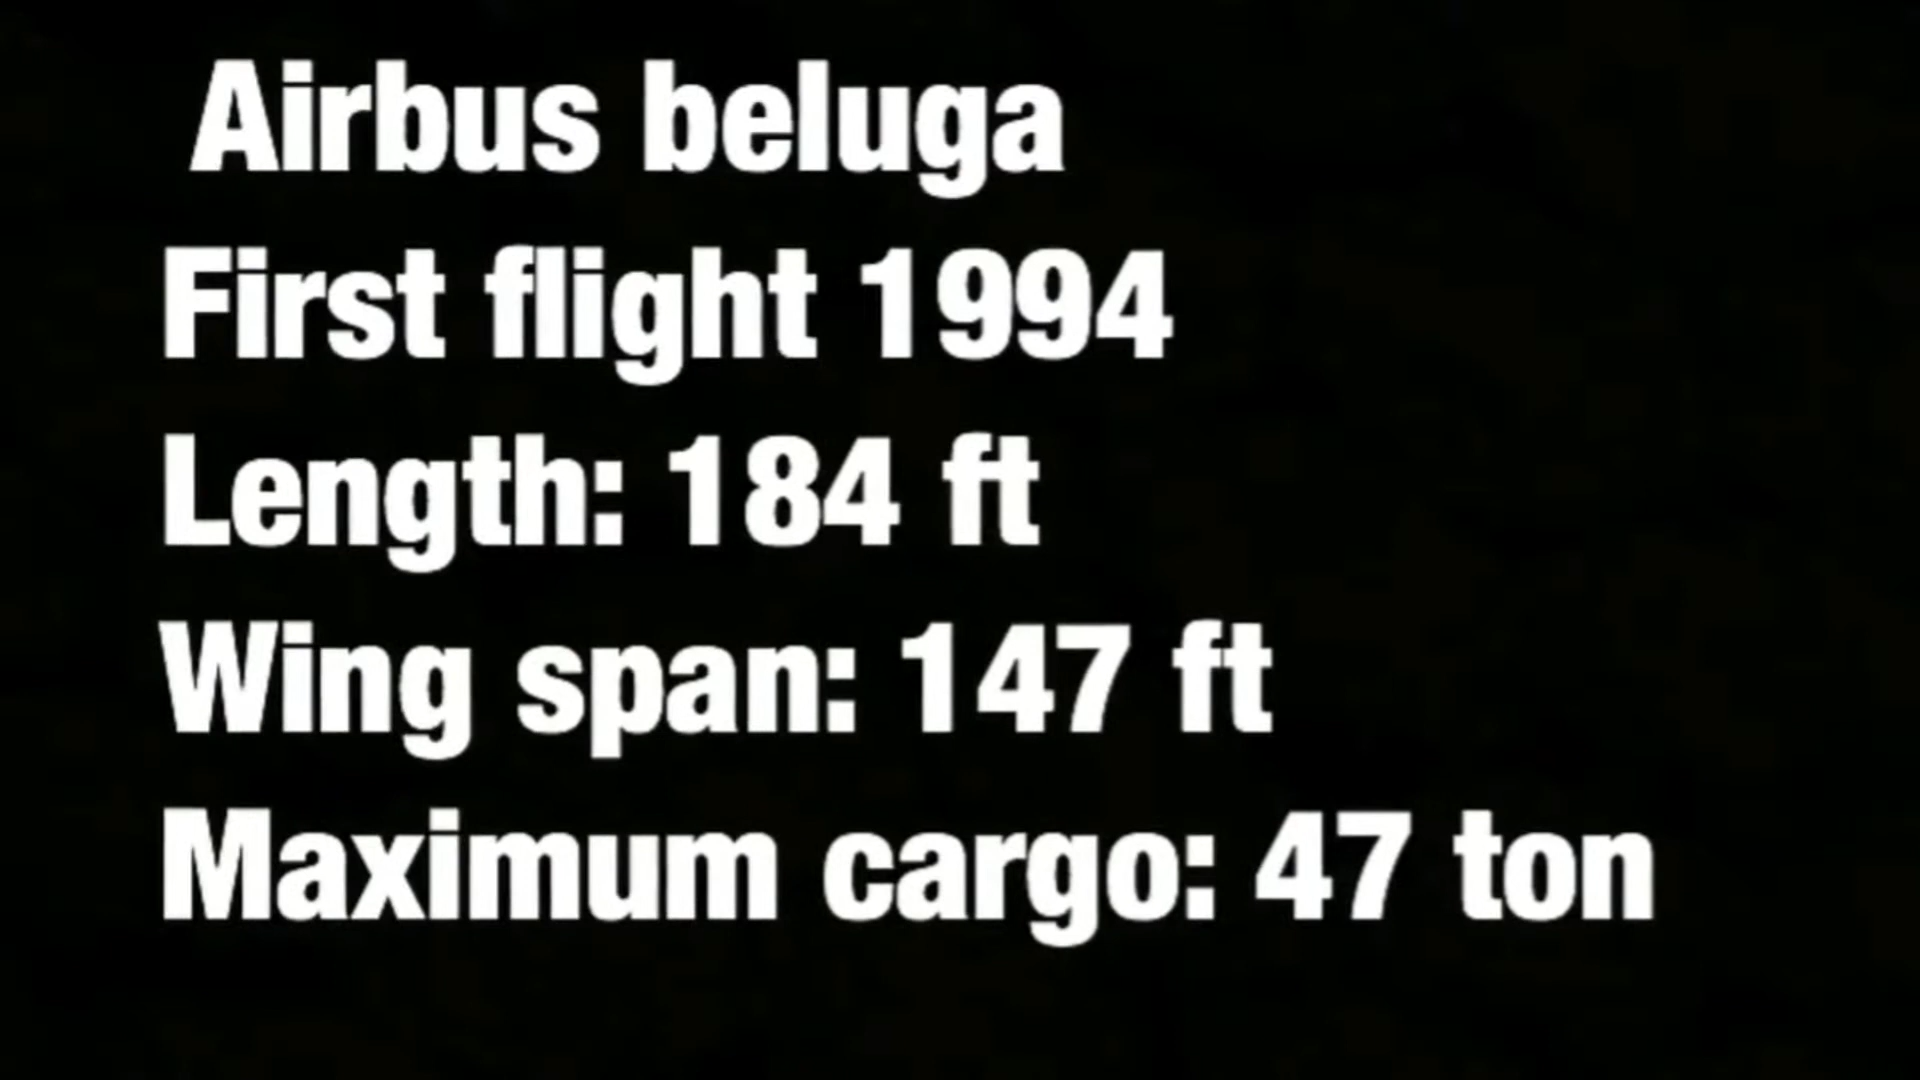 Airbus beluga
First flight 1994
Length: 184 ft
Wing span: 147 ft
Maximum cargo: 47 ton